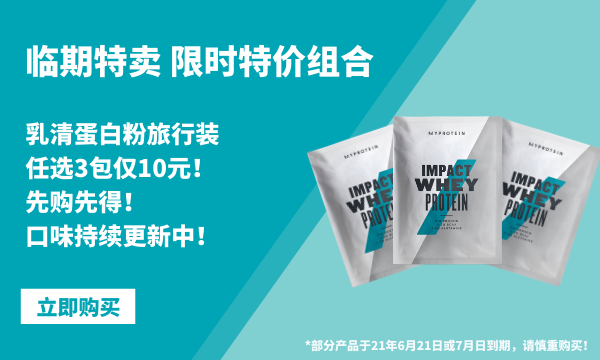 临期特卖 限时特价组合
乳清蛋白粉旅行装
任选3包仅10元！
先购先得！
口味持续更新中！
立即购买
MYPROTEIN
IMPACT
WHEY
PROTEIN
MYPROTEIN
IMPACT
WHEY
PROTEIN
MYPROTEIN
IMPACT
WHEY
PROTEIN
*部分产品于21年6月21日或7月日到期，请慎重购买！